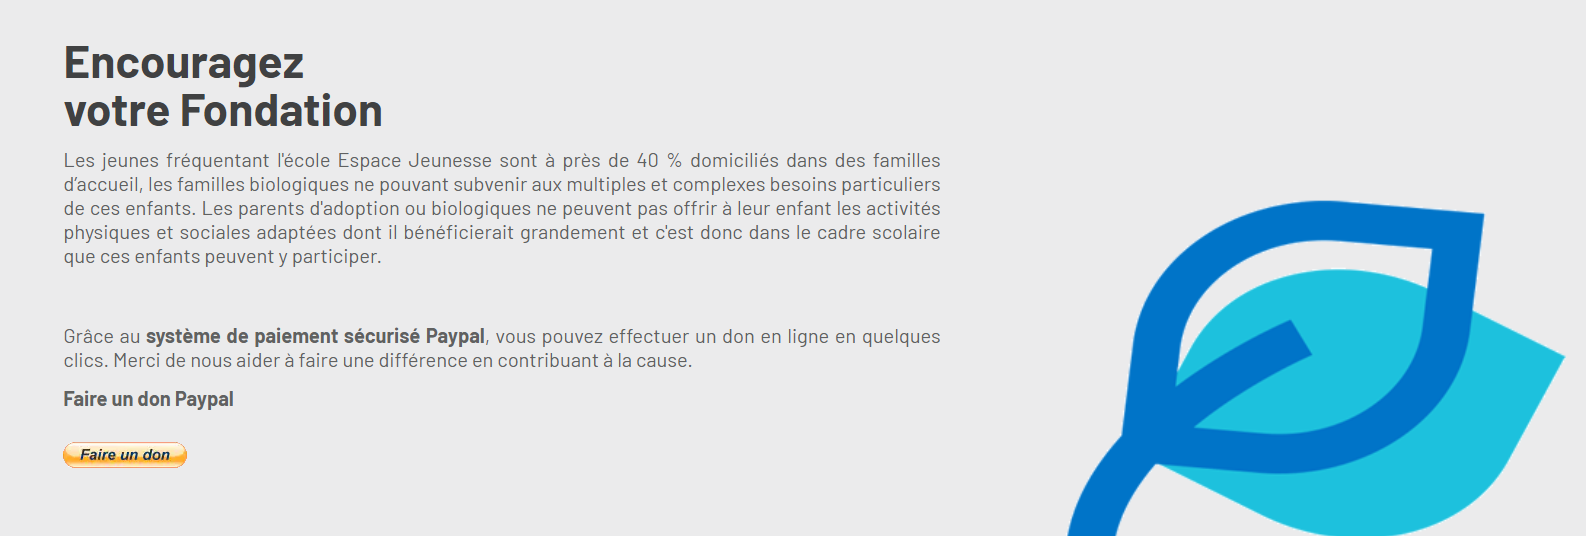 Encouragez
votre Fondation
Les jeunes fréquentant l'école Espace Jeunesse sont à près de 40 % domiciliés dans des familles
d’accueil, les familles biologiques ne pouvant subvenir aux multiples et complexes besoins particuliers
de ces enfants. Les parents d'adoption ou biologiques ne peuvent pas offrir à leur enfant les activités
physiques et sociales adaptées dont il bénéficierait grandement et c'est donc dans le cadre scolaire
que ces enfants peuvent y participer.
Grâce au système de paiement sécurisé Paypal, vous pouvez effectuer un don en ligne en quelques
clics. Merci de nous aider à faire une différence en contribuant à la cause.
Faire un don Paypal
Faire un don